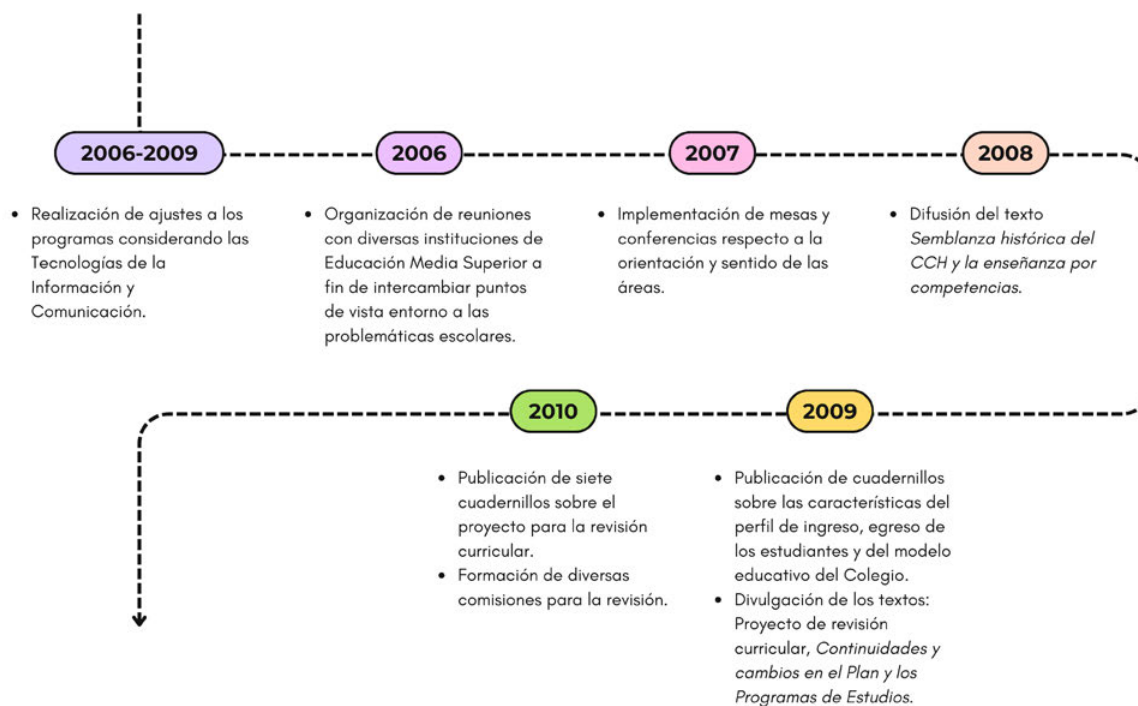 2006-2009
Realización de ajustes a los
programas considerando las
Tecnologías de la
Información y
Comunicación.
2006
Organización de reuniones
con diversas instituciones de
Educación Media Superior a
fin de intercambiar puntos
de vista entorno a las
problemáticas escolares.
2007
Implementación de mesas y
conferencias respecto a la
orientación y sentido de las
áreas.
2008
Difusión del texto
Semblanza histórica del
CCH y la enseñanza por
competencias.
2009
Publicación de cuadernillos
sobre las características del
perfil de ingreso, egreso de
los estudiantes y del modelo
educativo del Colegio.
Divulgación de los textos:
Proyecto de revisión
curricular, Continuidades y
cambios en el Plan y los
Programas de Estudios.
2010
Publicación de siete
cuadernillos sobre el
proyecto para la revisión
curricular.
Formación de diversas
comisiones para la revisión.